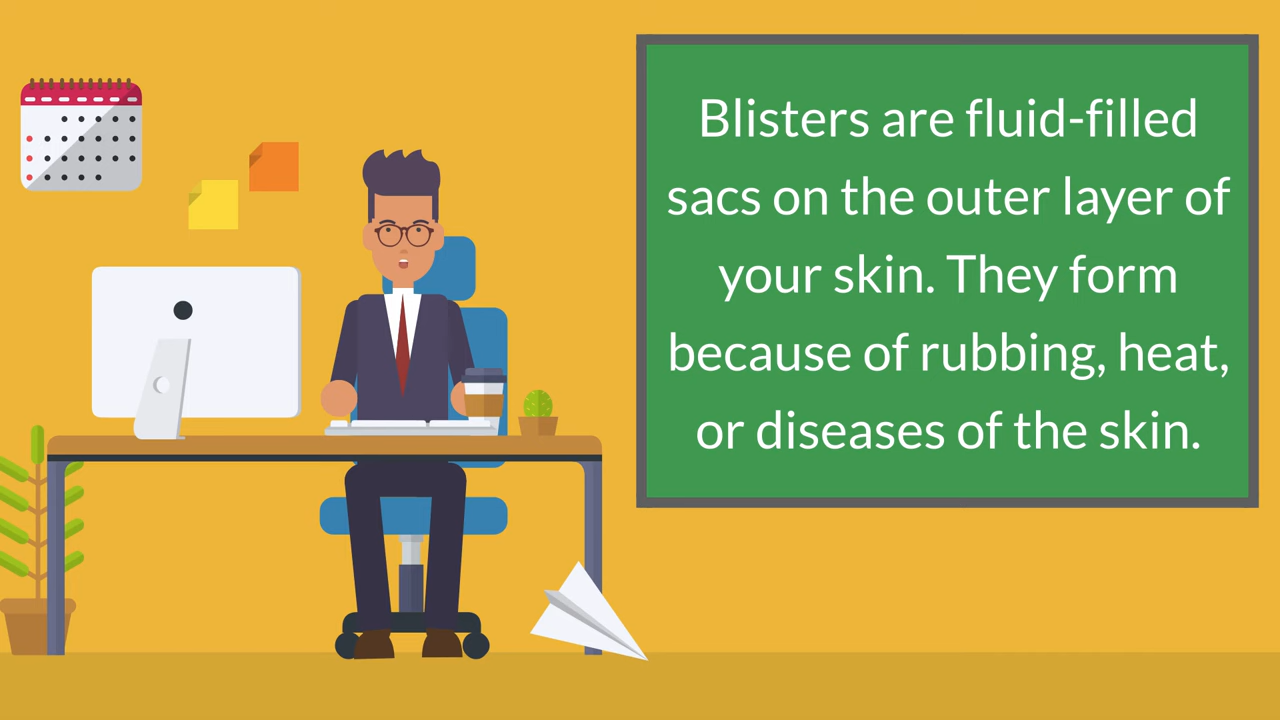 Blisters are fluid-filled
sacs on the outer layer of
your skin. They form
because of rubbing, heat,
or diseases of the skin.